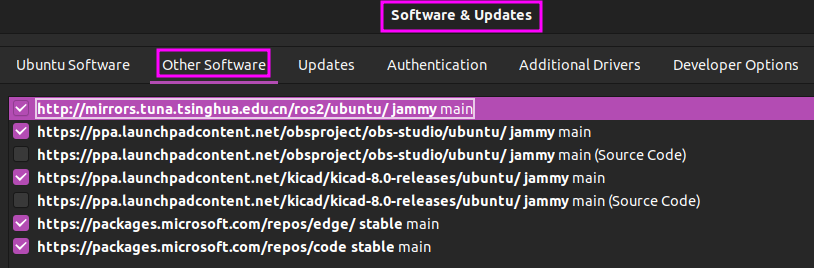 Software & Updates
Ubuntu Software Other Software Updates Authentication Additional Drivers Developer Options
http://mirrors.tuna.tsinghua.edu.cn/ros2/ubuntu/ jammy main
https://ppa.launchpadcontent.net/obsproject/obs-studio/ubuntu/ jammy main
https://ppa.launchpadcontent.net/obsproject/obs-studio/ubuntu/ jammy main (Source Code)
https://ppa.launchpadcontent.net/kicad/kicad-8.0-releases/ubuntu/ jammy main
https://ppa.launchpadcontent.net/kicad/kicad-8.0-releases/ubuntu/ jammy main (Source Code)
https://packages.microsoft.com/repos/edge/ stable main
https://packages.microsoft.com/repos/code stable main